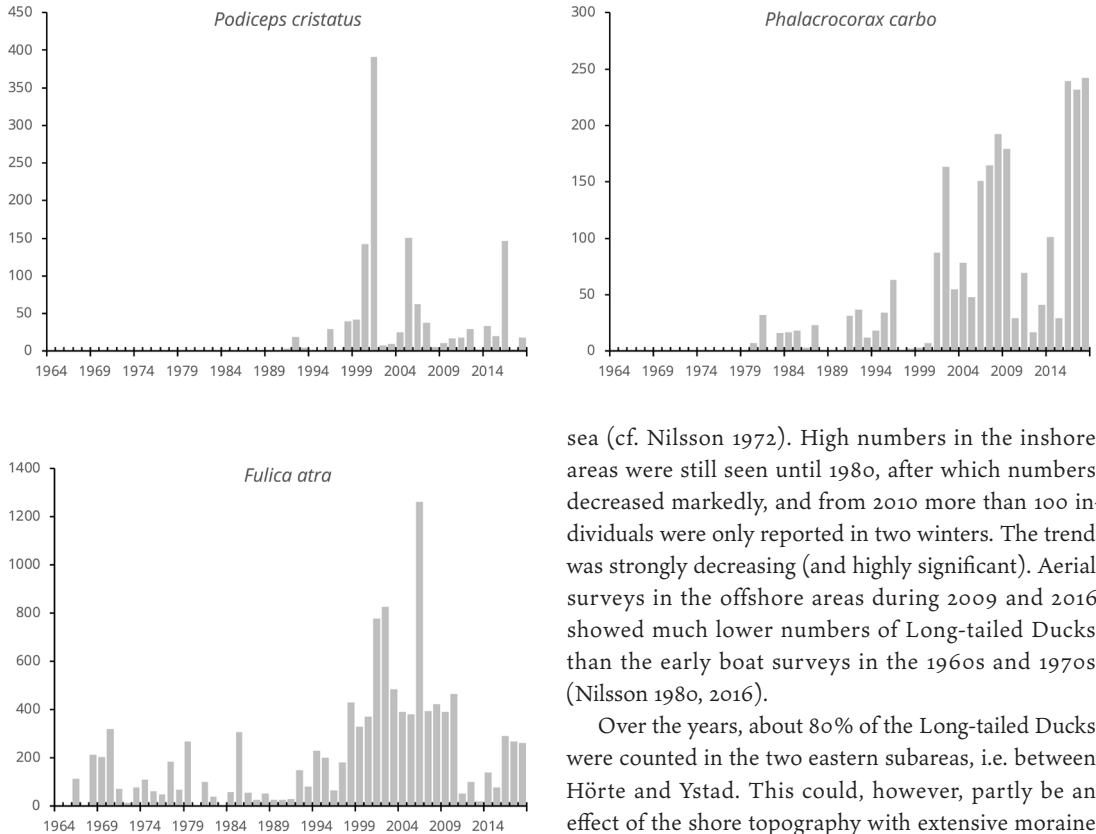 Podiceps cristatus
450
400
350
300
250
200
150
100
50
0
1964 1969 1974 1979 1984 1989 1994 1999 2004 2009 2014
Phalacrocorax carbo
300
250
200
150
100
50
0
1964 1969 1974 1979 1984 1989 1994 1999 2004 2009 2014
Fulica atra
1400
1200
1000
800
600
400
200
0
1964 1969 1974 1979 1984 1989 1994 1999 2004 2009 2014
sea (cf. Nilsson 1972). High numbers in the inshore
areas were still seen until 1980, after which numbers
decreased markedly, and from 2010 more than 100 in-
dividuals were only reported in two winters. The trend
was strongly decreasing (and highly significant). Aerial
surveys in the offshore areas during 2009 and 2016
showed much lower numbers of Long-tailed Ducks
than the early boat surveys in the 1960s and 1970s
(Nilsson 1980, 2016).
Over the years, about 80% of the Long-tailed Ducks
were counted in the two eastern subareas, i.e. between
Hörte and Ystad. This could, however, partly be an
effect of the shore topography with extensive moraine